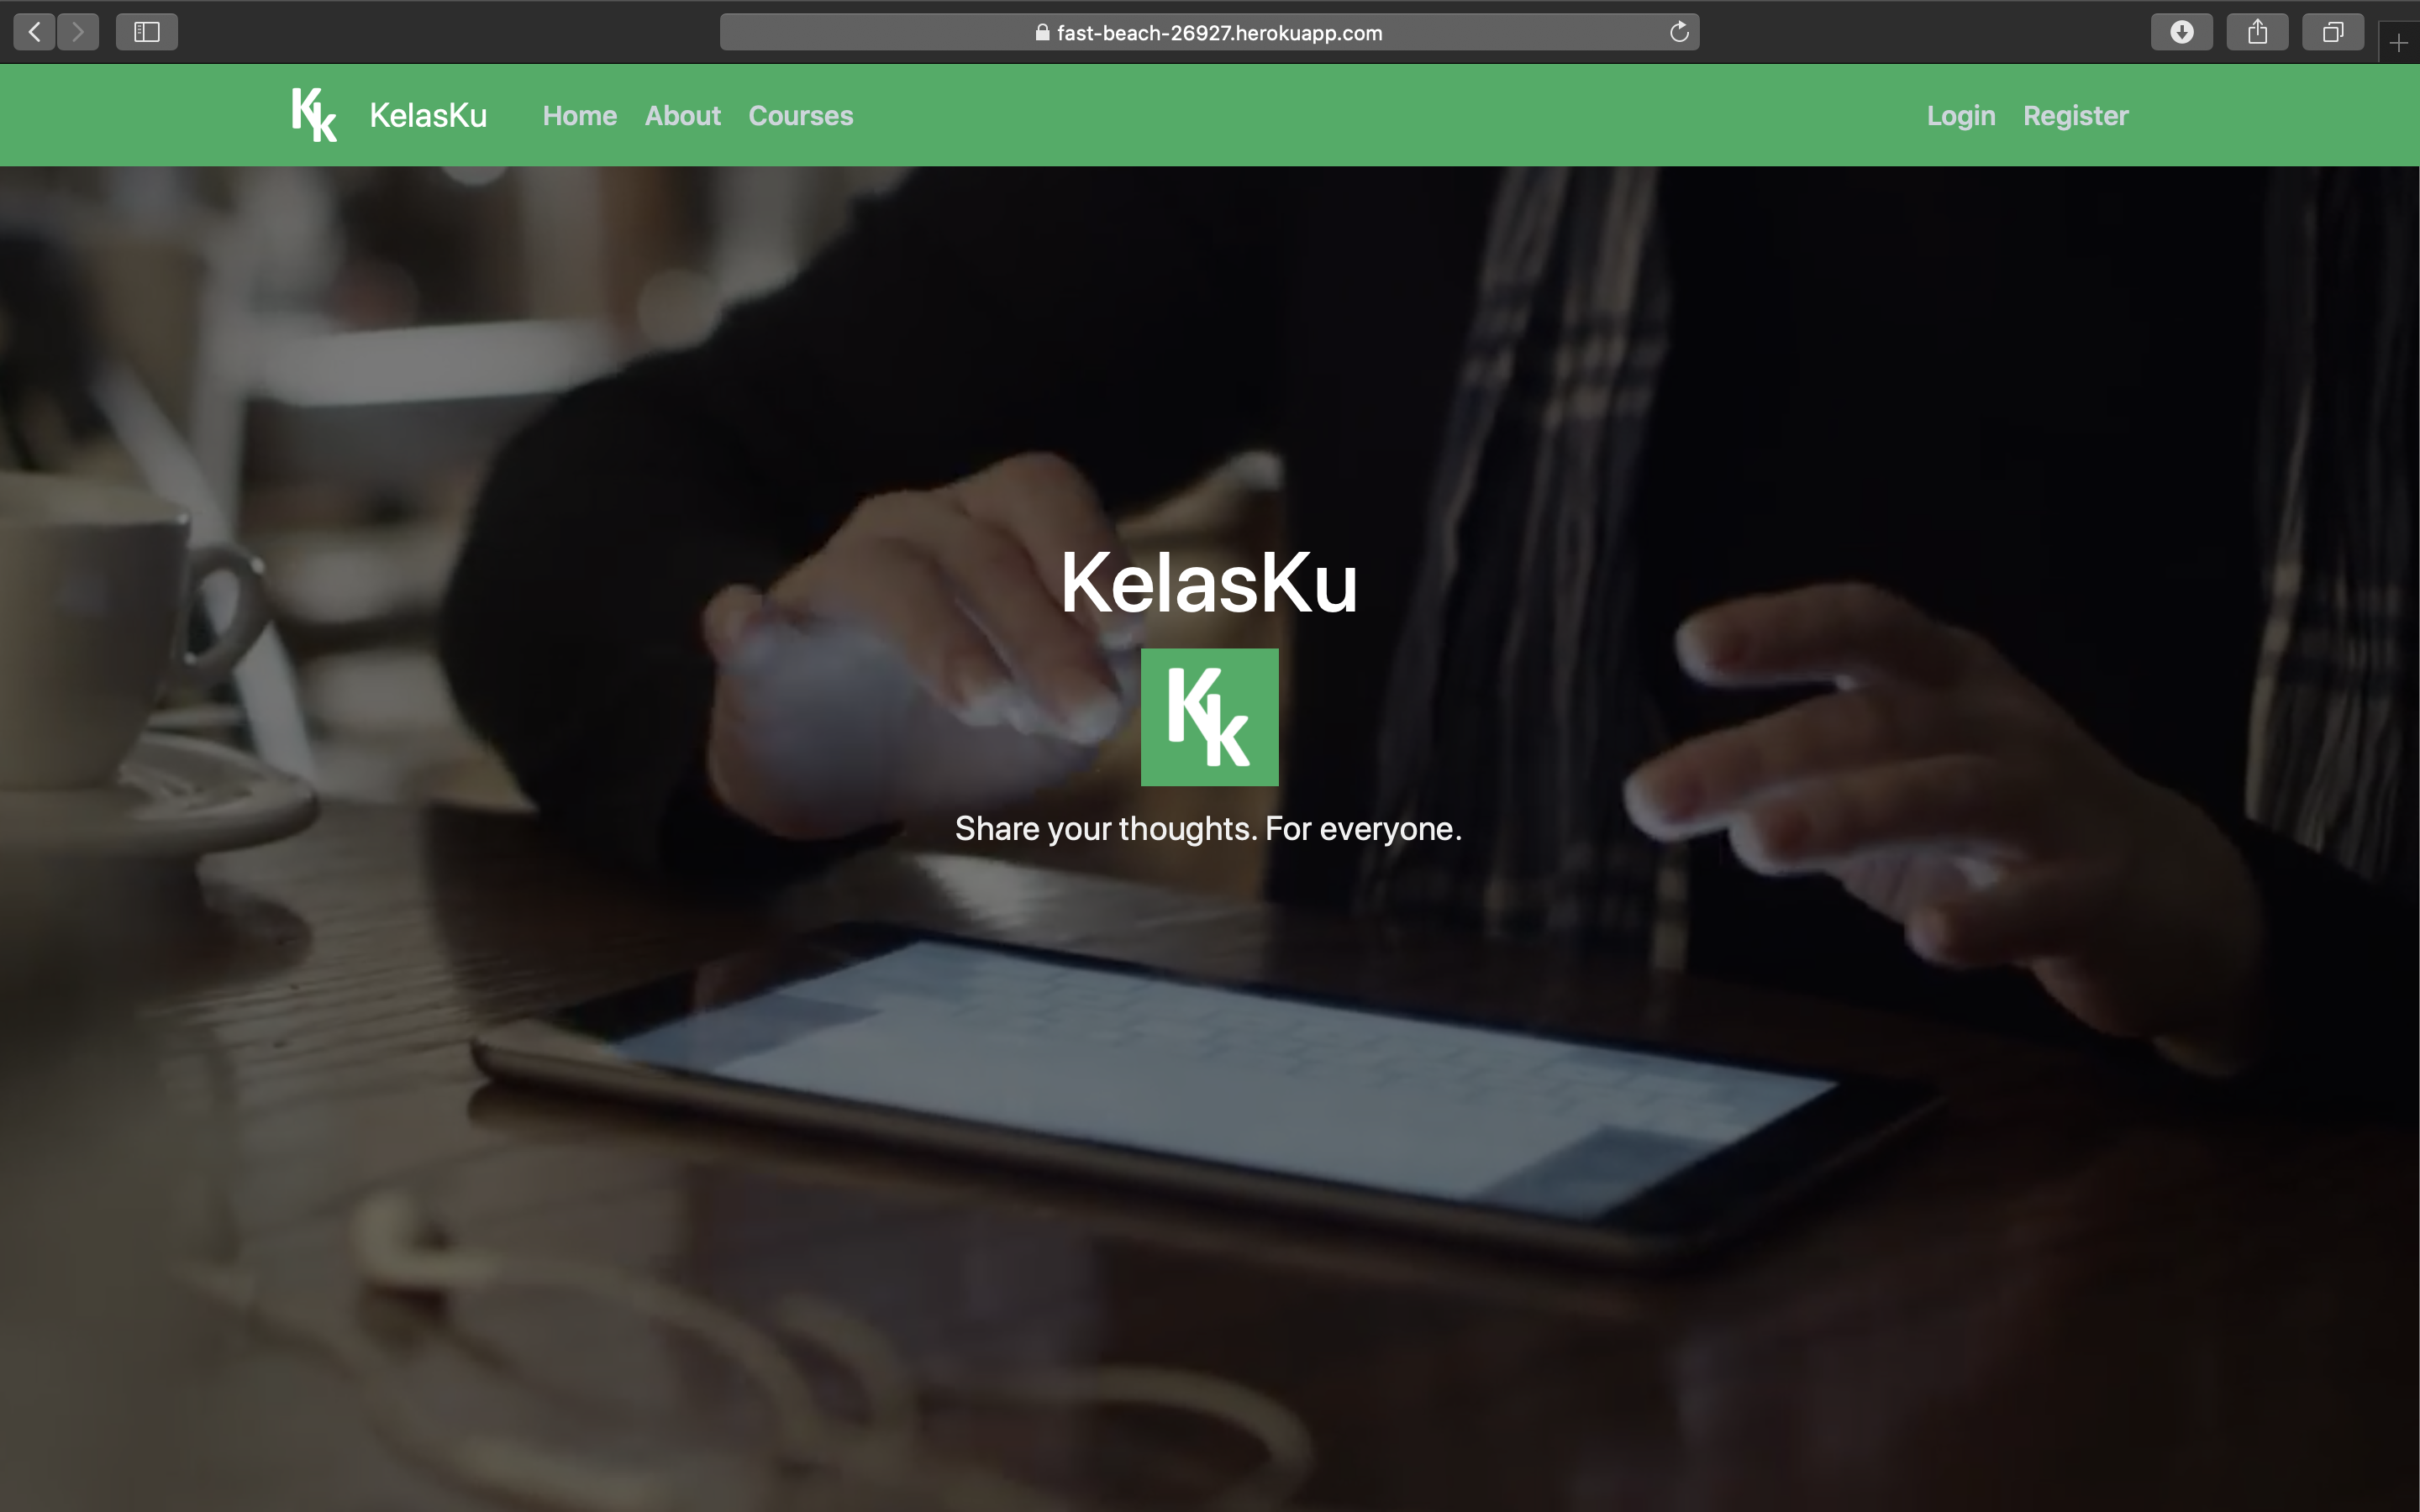 fast-beach-26927.herokuapp.com
Kk KelasKu Home About Courses Login Register
KelasKu
Kk
Share your thoughts. For everyone.